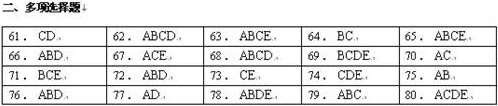 二、多项选择题↓
61. CD 62. ABCD 63. ABCE 64. BC 65. ABCE
66. ABD 67. ACE 68. ABCD 69. BCDE 70. AC
71. BCE 72. ABD 73. CE 74. CDE 75. AB
76. ABD 77. AD 78. ABDE 79. ABC 80. ACDE